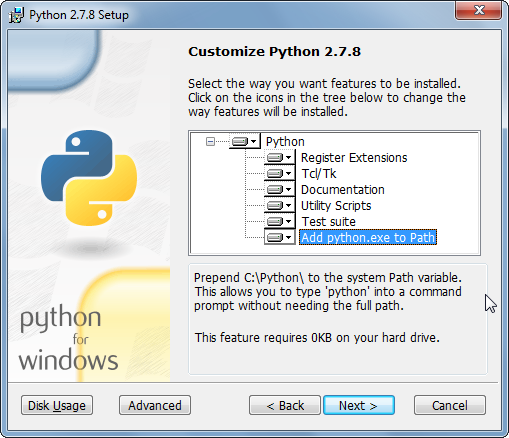 Python 2.7.8 Setup
Customize Python 2.7.8
Select the way you want features to be installed.
Click on the icons in the tree below to change the
way features will be installed.
Python
Register Extensions
Tcl/Tk
Documentation
Utility Scripts
Test suite
Add python.exe to Path
Prepend C:\Python\ to the system Path variable.
This allows you to type 'python' into a command
prompt without needing the full path.
This feature requires 0KB on your hard drive.
python
for
windows
Disk Usage
Advanced
< Back
Next >
Cancel